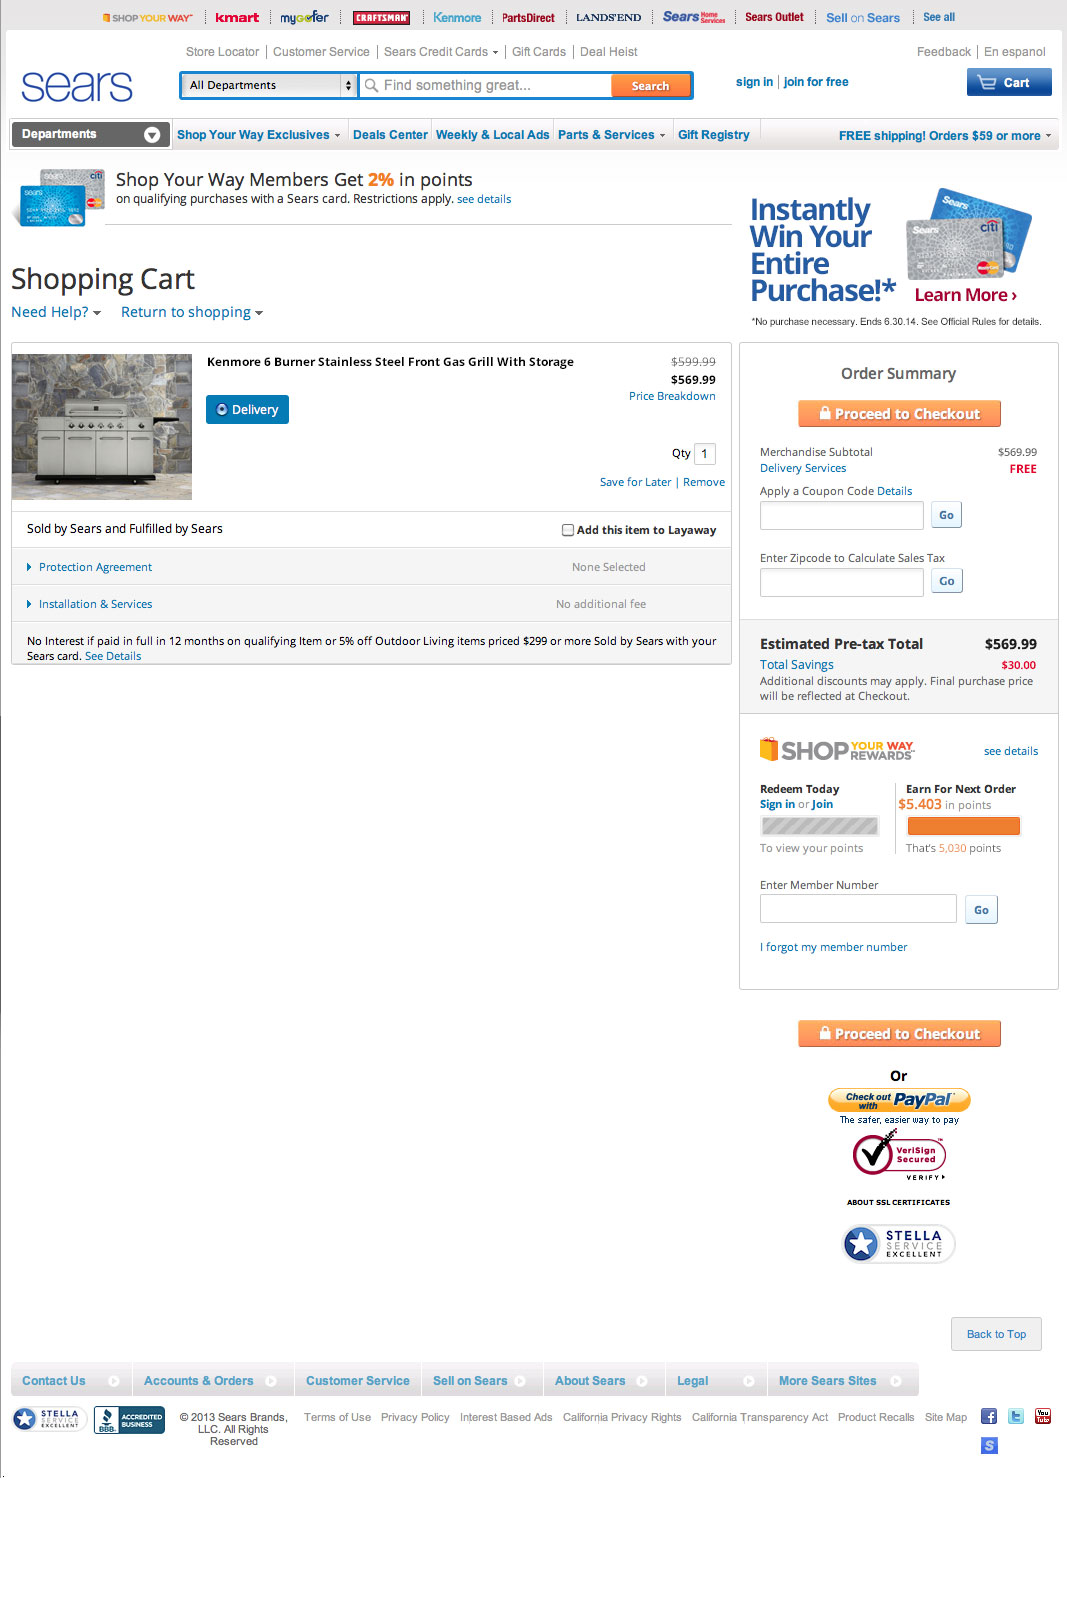 SHOP YOUR WAY
kmart
mygofer
CRAFTSMAN
Kenmore
PartsDirect
LANDS'END
Sears Home Services
Sears Outlet
Sell on Sears
See all
Store Locator
Customer Service
Sears Credit Cards
Gift Cards
Deal Heist
Feedback
En espanol
sears
All Departments
Find something great...
Search
sign in
join for free
Cart
Departments
Shop Your Way Exclusives
Deals Center
Weekly & Local Ads
Parts & Services
Gift Registry
FREE shipping! Orders $59 or more
Shop Your Way Members Get 2% in points
on qualifying purchases with a Sears card. Restrictions apply. see details
Instantly
Win Your
Entire
Purchase!*
Sears
citi
Learn More ›
*No purchase necessary. Ends 6.30.14. See Official Rules for details.
Shopping Cart
Need Help?
Return to shopping
Kenmore 6 Burner Stainless Steel Front Gas Grill With Storage
$599.99
$569.99
Price Breakdown
Delivery
Qty 1
Save for Later | Remove
Sold by Sears and Fulfilled by Sears
Add this item to Layaway
Protection Agreement
None Selected
Installation & Services
No additional fee
No Interest if paid in full in 12 months on qualifying Item or 5% off Outdoor Living items priced $299 or more Sold by Sears with your
Sears card. See Details
Order Summary
Proceed to Checkout
Merchandise Subtotal $569.99
Delivery Services FREE
Apply a Coupon Code Details
Go
Enter Zipcode to Calculate Sales Tax
Go
Estimated Pre-tax Total $569.99
Total Savings $30.00
Additional discounts may apply. Final purchase price
will be reflected at Checkout.
SHOP YOUR WAY REWARDS
see details
Redeem Today
Sign in or Join
To view your points
Earn For Next Order
$5.403 in points
That's 5,030 points
Enter Member Number
Go
I forgot my member number
Proceed to Checkout
Or
Check out with PayPal
The safer, easier way to pay
VeriSign
Secured
VERIFY
ABOUT SSL CERTIFICATES
STELLA
SERVICE
EXCELLENT
Back to Top
Contact Us
Accounts & Orders
Customer Service
Sell on Sears
About Sears
Legal
More Sears Sites
STELLA
SERVICE
EXCELLENT
BBB
ACCREDITED
BUSINESS
© 2013 Sears Brands,
LLC. All Rights
Reserved
Terms of Use
Privacy Policy
Interest Based Ads
California Privacy Rights
California Transparency Act
Product Recalls
Site Map
You Tube